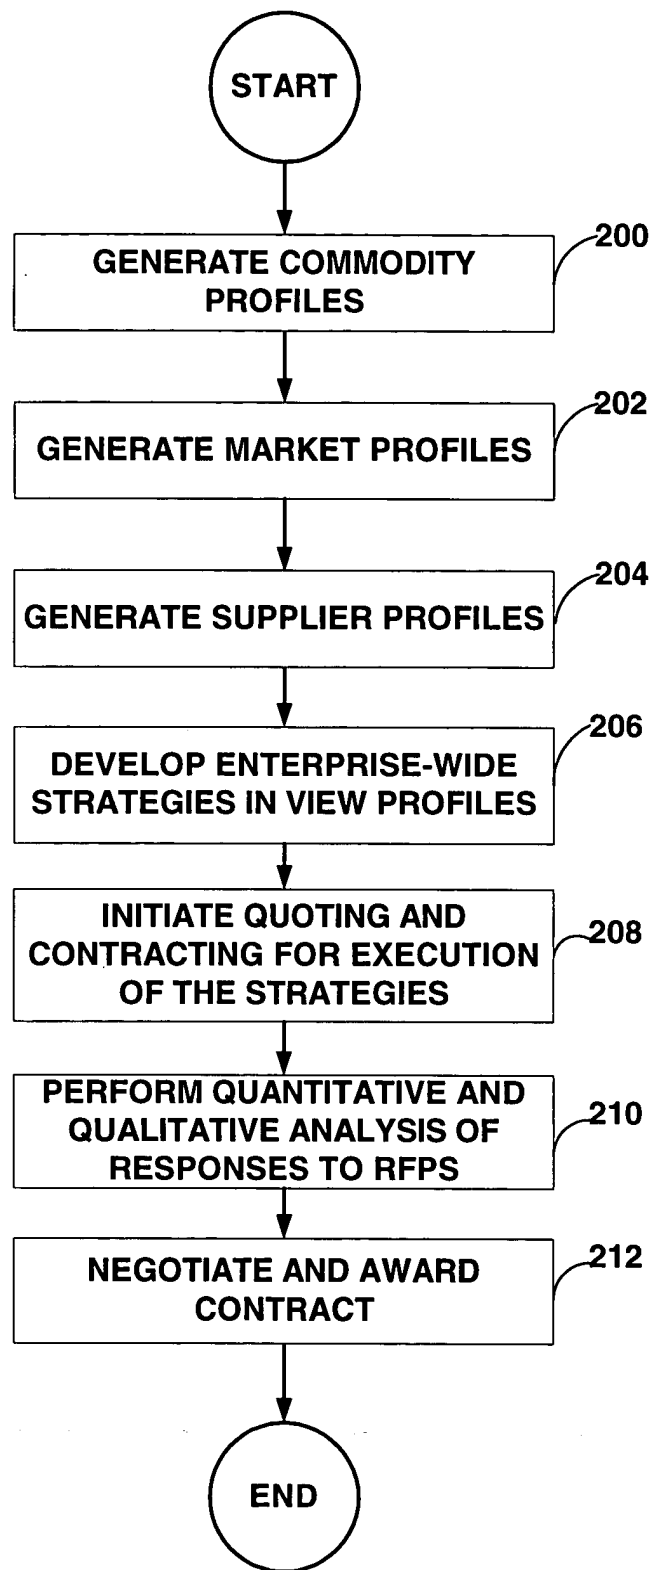 START
200
GENERATE COMMODITY
PROFILES
202
GENERATE MARKET PROFILES
204
GENERATE SUPPLIER PROFILES
206
DEVELOP ENTERPRISE-WIDE
STRATEGIES IN VIEW PROFILES
INITIATE QUOTING AND
208
CONTRACTING FOR EXECUTION
OF THE STRATEGIES
PERFORM QUANTITATIVE AND
210
QUALITATIVE ANALYSIS OF
RESPONSES TO RFPS
212
NEGOTIATE AND AWARD
CONTRACT
END